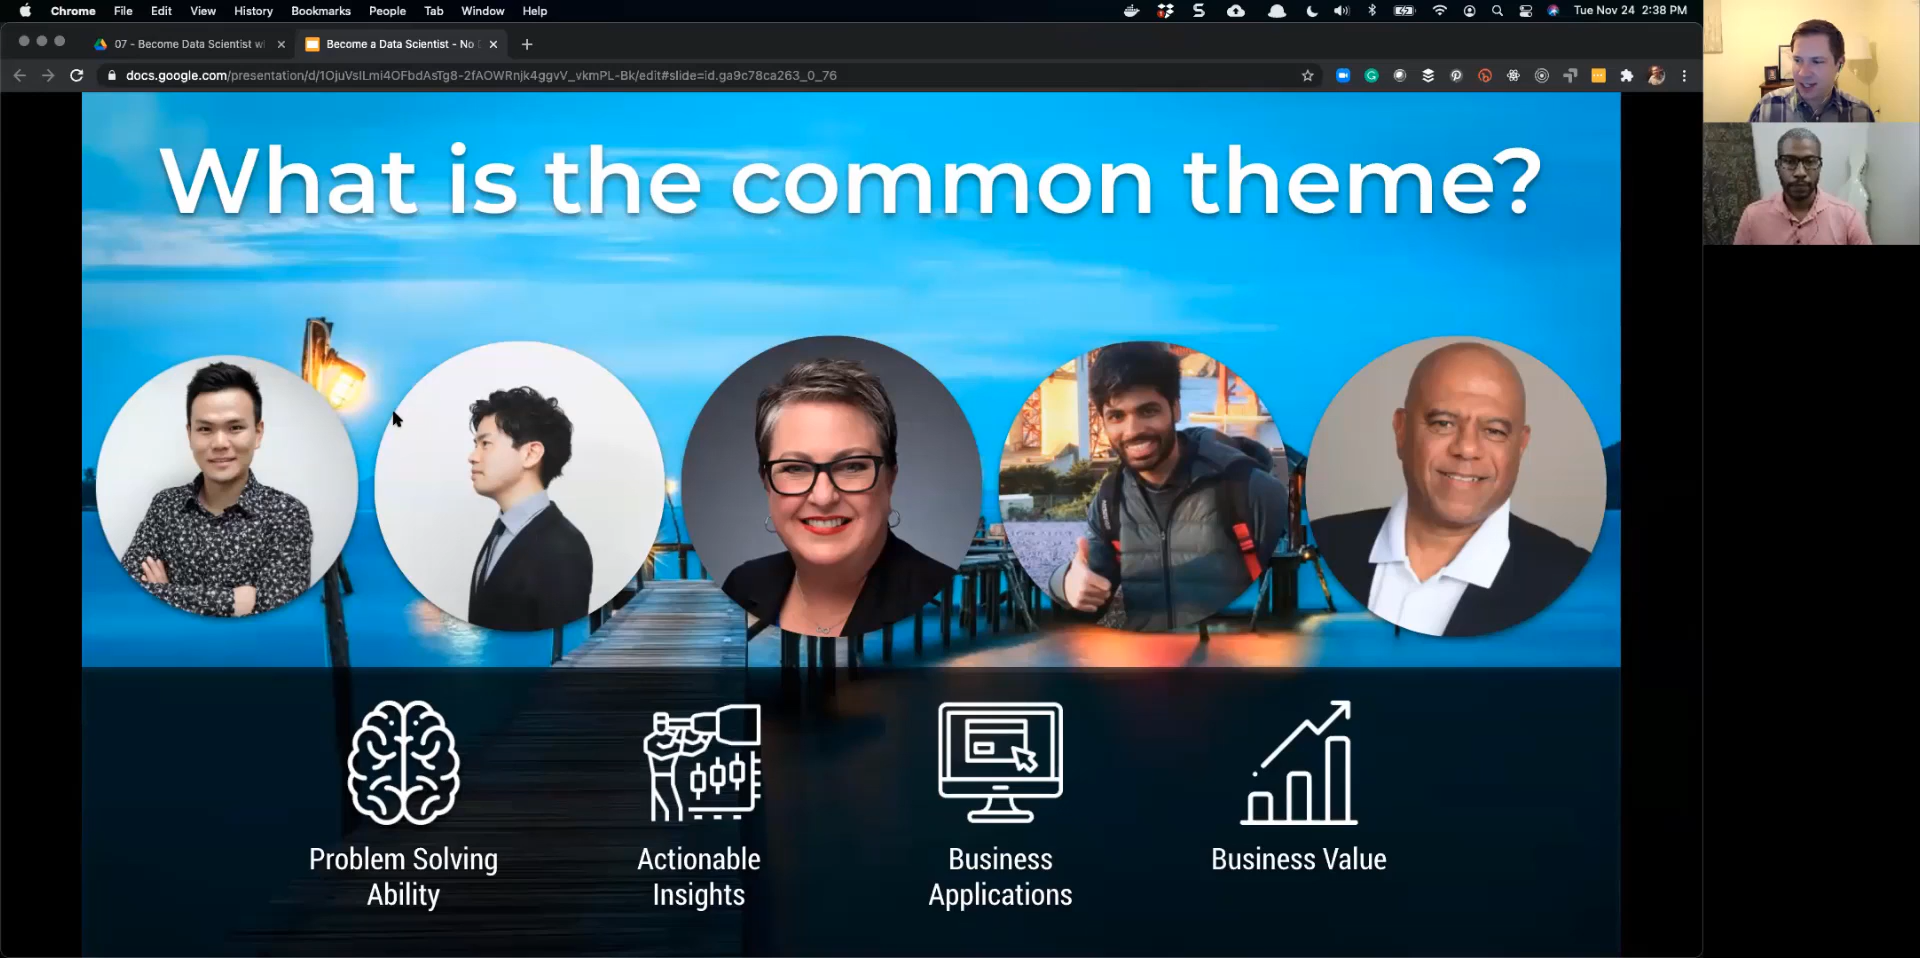 Chrome File Edit View History Bookmarks People Tab Window Help Tue Nov 24 2:38 PM
07 - Become Data Scientist w Become a Data Scientist - No
docs.google.com/presentation/d/1OjuVslLmi4OFbdAsTg8-2fAOWRnjk4ggvV_vkmPL-Bk/edit#slide=id.ga9c78ca263_0_76
What is the common theme?
Problem Solving
Ability
Actionable
Insights
Business
Applications
Business Value